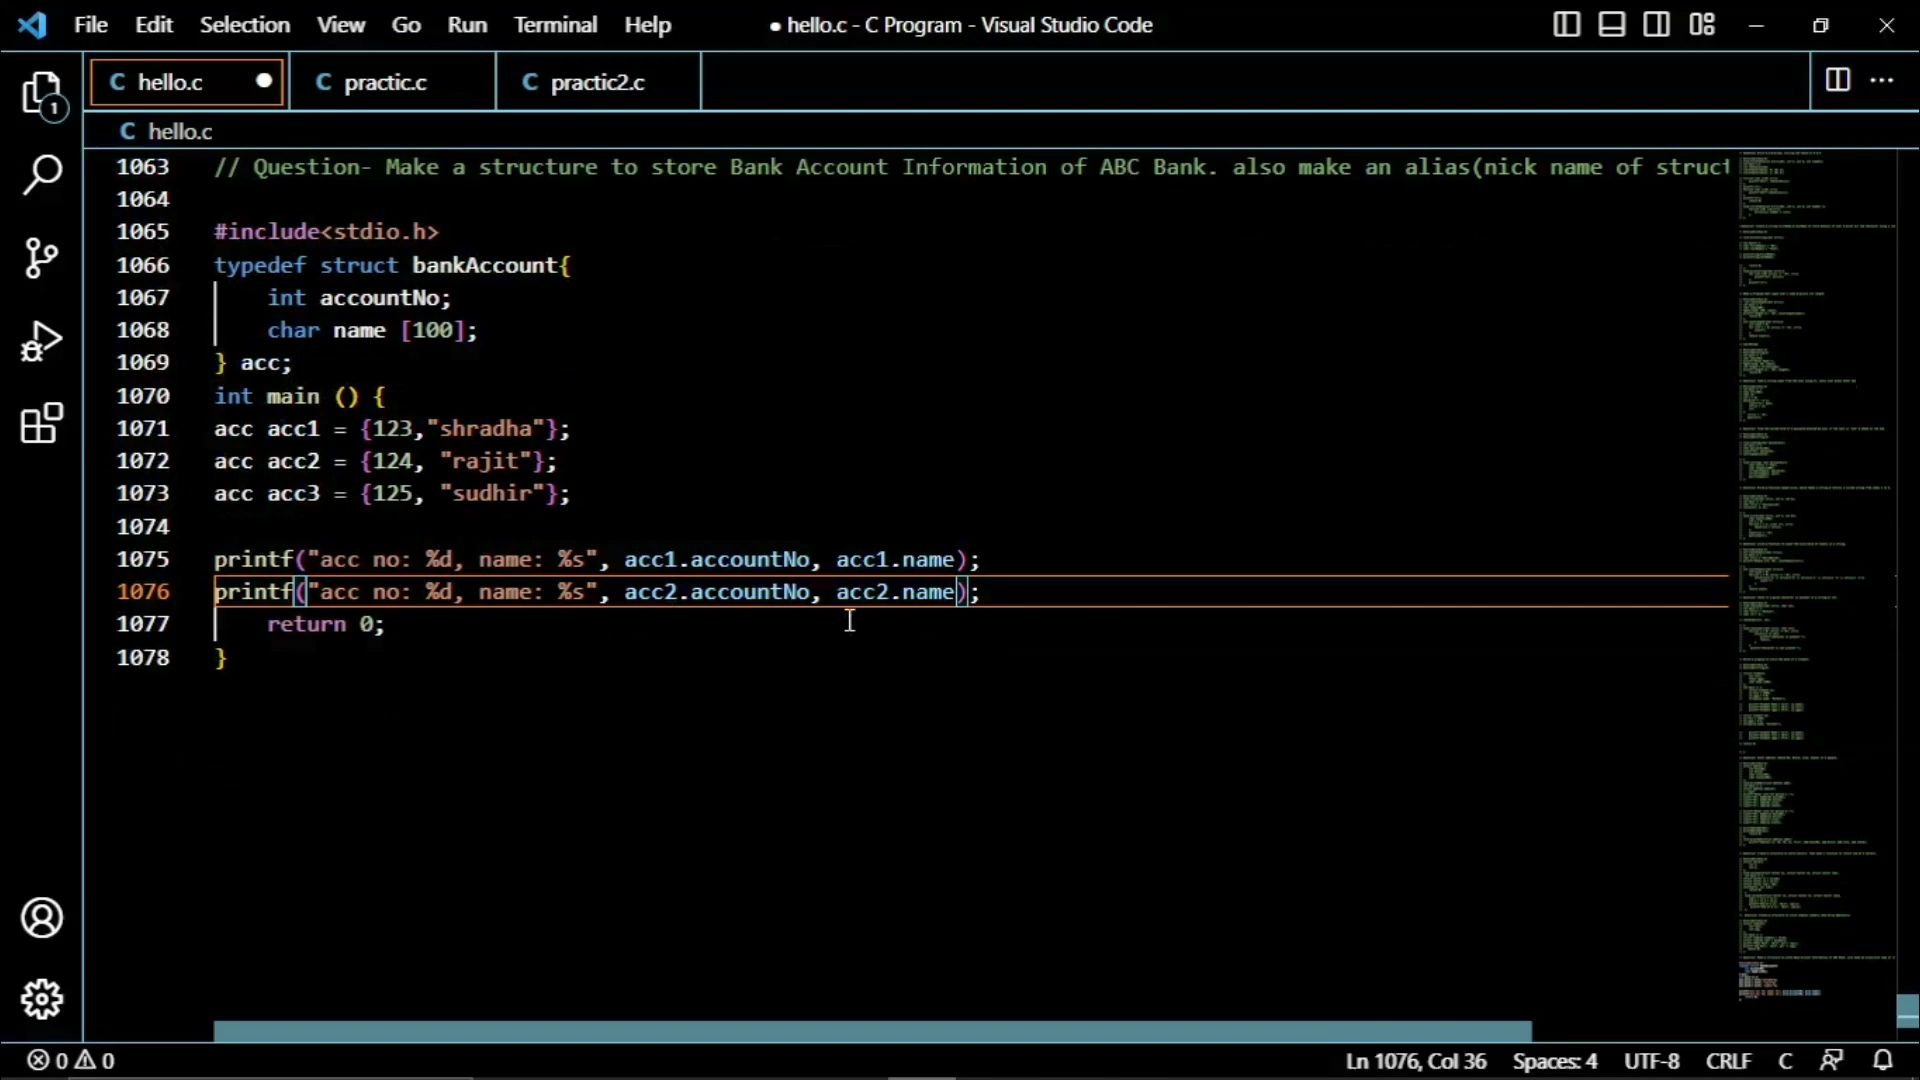 File Edit Selection View Go Run Terminal Help ● hello.c - C Program - Visual Studio Code
C hello.c ● C practic.c C practic2.c
1
C hello.c
1063 // Question- Make a structure to store Bank Account Information of ABC Bank. also make an alias(nick name of struct
1064
1065 #include<stdio.h>
1066 typedef struct bankAccount{
1067 int accountNo;
1068 char name [100];
1069 } acc;
1070 int main () {
1071 acc acc1 = {123,"shradha"};
1072 acc acc2 = {124, "rajit"};
1073 acc acc3 = {125, "sudhir"};
1074
1075 printf("acc no: %d, name: %s", acc1.accountNo, acc1.name);
1076 printf("acc no: %d, name: %s", acc2.accountNo, acc2.name);
1077 return 0;
1078 }
0 0 Ln 1076, Col 36 Spaces: 4 UTF-8 CRLF C